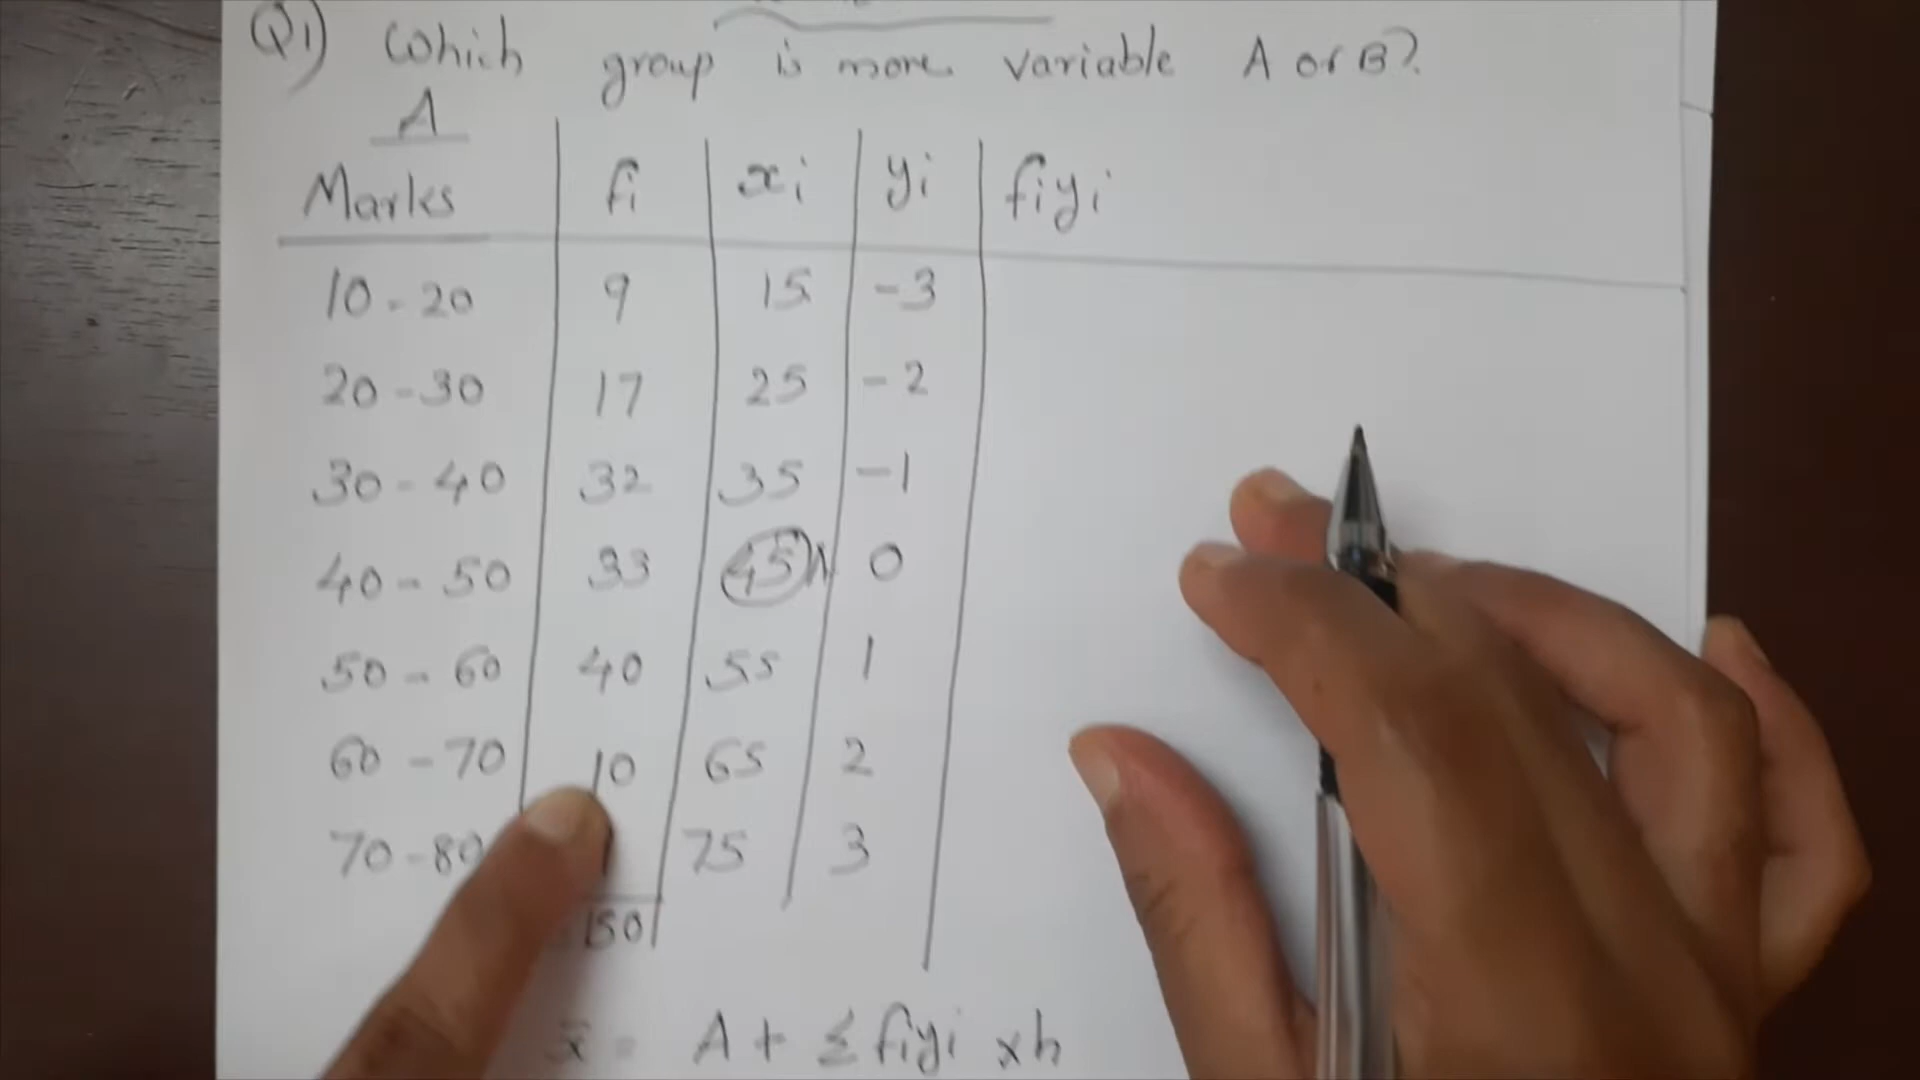 Q1) Which group is more variable A or B?
A
Marks fi xi yi fiyi
10-20 9 15 -3
20-30 17 25 -2
30-40 32 35 -1
40-50 33 45 0
50-60 40 55 1
60-70 10 65 2
70-80 75 3
150
x̄ = A + Σfiyi xh